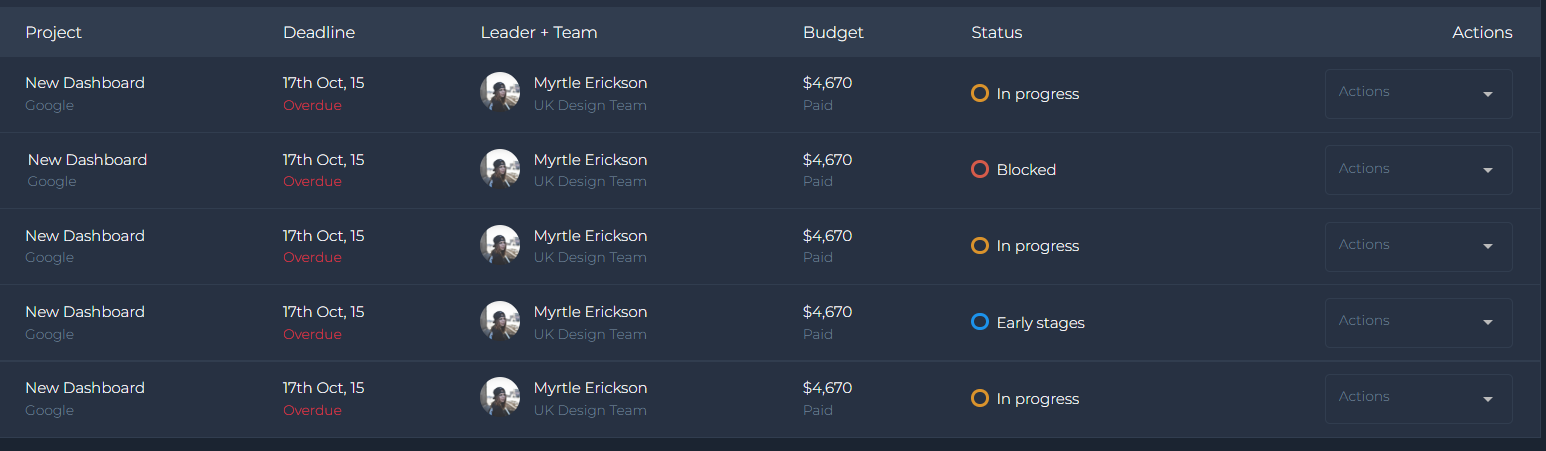 Project Deadline Leader + Team Budget Status Actions
New Dashboard 17th Oct, 15 Myrtle Erickson $4,670 In progress Actions
Google Overdue UK Design Team Paid
New Dashboard 17th Oct, 15 Myrtle Erickson $4,670 Blocked Actions
Google Overdue UK Design Team Paid
New Dashboard 17th Oct, 15 Myrtle Erickson $4,670 In progress Actions
Google Overdue UK Design Team Paid
New Dashboard 17th Oct, 15 Myrtle Erickson $4,670 Early stages Actions
Google Overdue UK Design Team Paid
New Dashboard 17th Oct, 15 Myrtle Erickson $4,670 In progress Actions
Google Overdue UK Design Team Paid